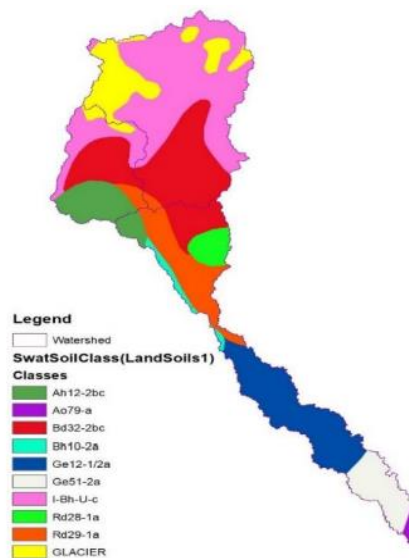 Legend
Watershed
SwatSoilClass(LandSoils1)
Classes
Ah12-2bc
Ao79-a
Bd32-2bc
Bh10-2a
Ge12-1/2a
Ge51-2a
I-Bh-U-c
Rd28-1a
Rd29-1a
GLACIER